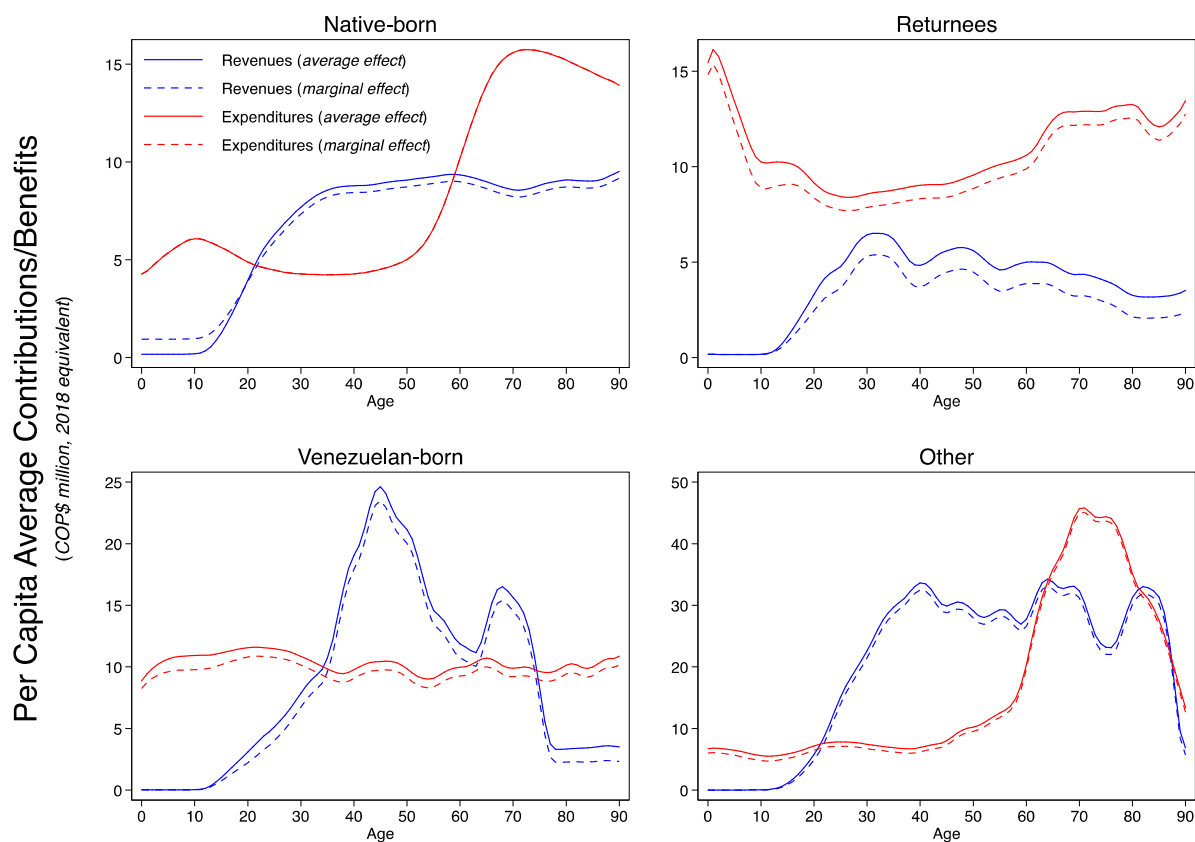 Per Capita Average Contributions/Benefits
(COP$ million, 2018 equivalent)
Native-born
Revenues (average effect)
Revenues (marginal effect)
Expenditures (average effect)
Expenditures (marginal effect)
15
10
5
0
0 10 20 30 40 50 60 70 80 90
Age
Returnees
15
10
5
0
0 10 20 30 40 50 60 70 80 90
Age
Venezuelan-born
25
20
15
10
5
0
0 10 20 30 40 50 60 70 80 90
Age
Other
50
40
30
20
10
0
0 10 20 30 40 50 60 70 80 90
Age